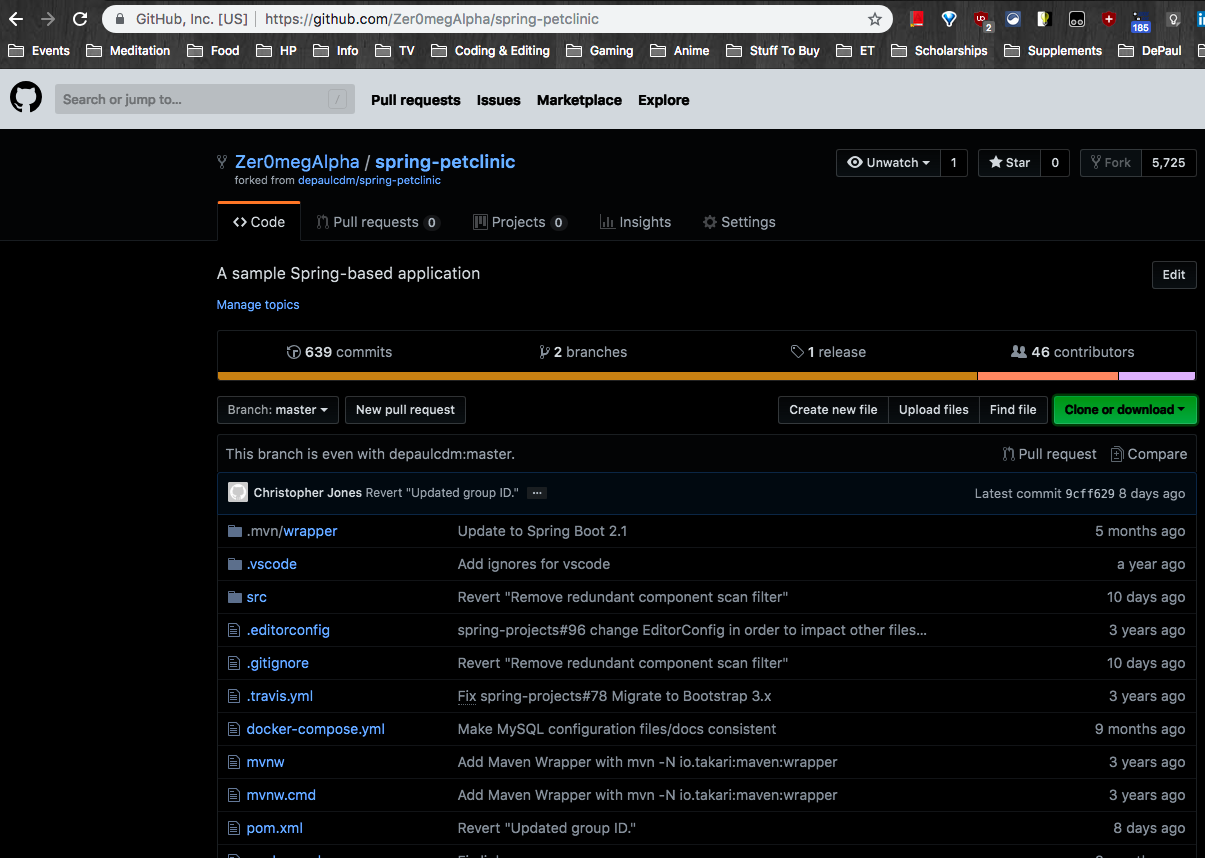 GitHub, Inc. [US] | https://github.com/Zer0megAlpha/spring-petclinic
2
185
Events Meditation Food HP Info TV Coding & Editing Gaming Anime Stuff To Buy ET Scholarships Supplements DePaul
Search or jump to... /
Pull requests Issues Marketplace Explore
Zer0megAlpha / spring-petclinic
forked from depaulcdm/spring-petclinic
Unwatch 1 Star 0 Fork 5,725
Code Pull requests 0 Projects 0 Insights Settings
A sample Spring-based application
Edit
Manage topics
639 commits 2 branches 1 release 46 contributors
Branch: master New pull request Create new file Upload files Find file Clone or download
This branch is even with depaulcdm:master. Pull request Compare
Christopher Jones Revert "Updated group ID." ... Latest commit 9cff629 8 days ago
.mvn/wrapper Update to Spring Boot 2.1 5 months ago
.vscode Add ignores for vscode a year ago
src Revert "Remove redundant component scan filter" 10 days ago
.editorconfig spring-projects#96 change EditorConfig in order to impact other files... 3 years ago
.gitignore Revert "Remove redundant component scan filter" 10 days ago
.travis.yml Fix spring-projects#78 Migrate to Bootstrap 3.x 3 years ago
docker-compose.yml Make MySQL configuration files/docs consistent 9 months ago
mvnw Add Maven Wrapper with mvn -N io.takari:maven:wrapper 3 years ago
mvnw.cmd Add Maven Wrapper with mvn -N io.takari:maven:wrapper 3 years ago
pom.xml Revert "Updated group ID." 8 days ago